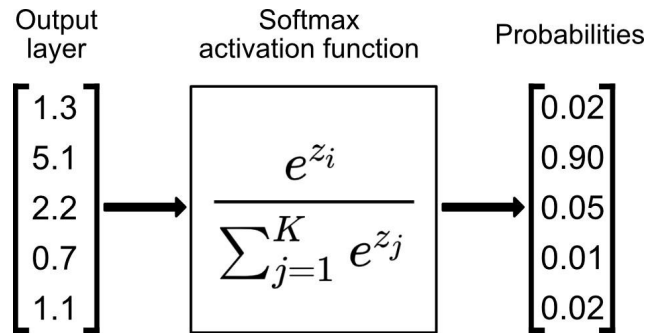 Output
layer
Softmax
activation function
Probabilities
1.3
5.1
2.2
0.7
1.1
e^{z_i}
∑_{j=1}^{K} e^{z_j}
0.02
0.90
0.05
0.01
0.02